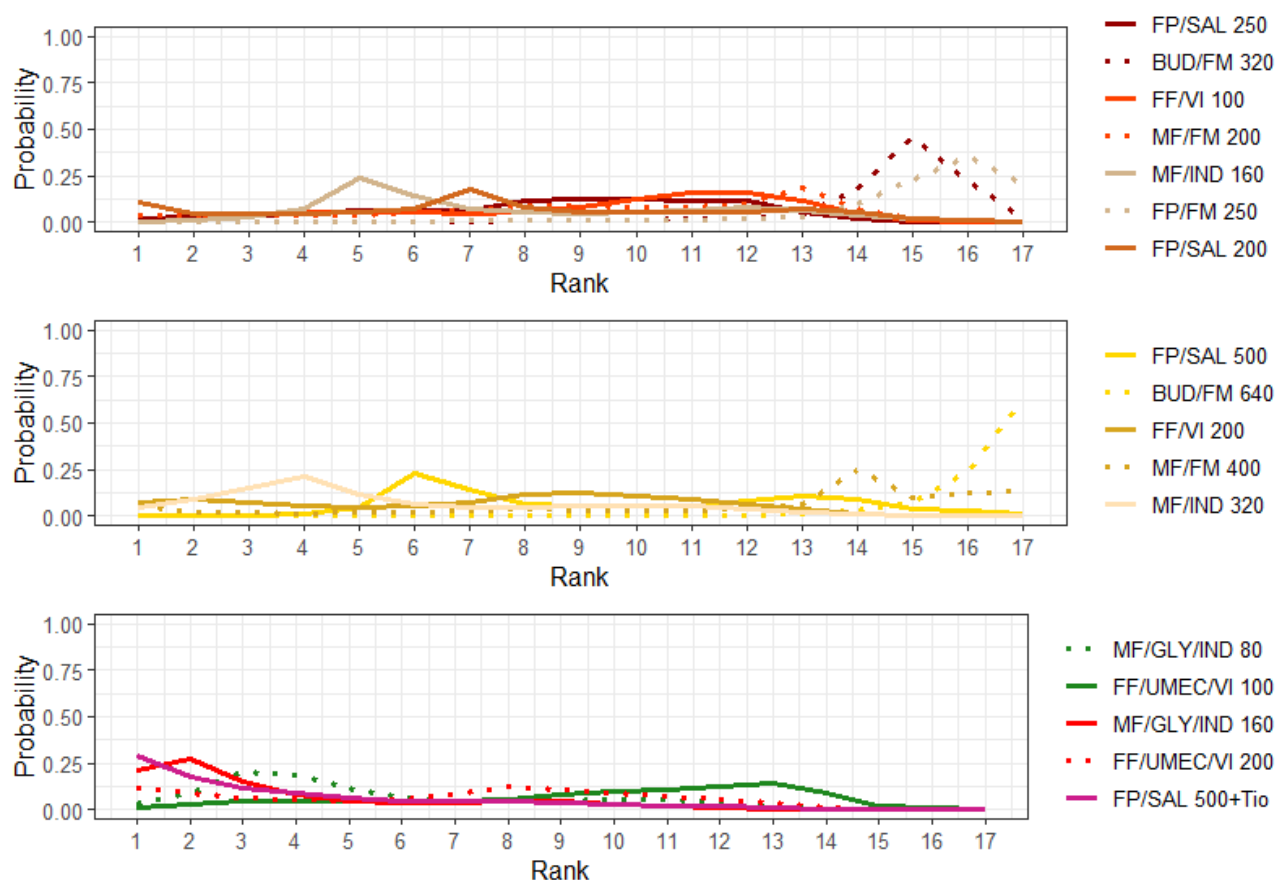 1.00
0.75
0.50
0.25
0.00
Probability
1 2 3 4 5 6 7 8 9 10 11 12 13 14 15 16 17
Rank
FP/SAL 250
BUD/FM 320
FF/VI 100
MF/FM 200
MF/IND 160
FP/FM 250
FP/SAL 200
1.00
0.75
0.50
0.25
0.00
Probability
1 2 3 4 5 6 7 8 9 10 11 12 13 14 15 16 17
Rank
FP/SAL 500
BUD/FM 640
FF/VI 200
MF/FM 400
MF/IND 320
1.00
0.75
0.50
0.25
0.00
Probability
1 2 3 4 5 6 7 8 9 10 11 12 13 14 15 16 17
Rank
MF/GLY/IND 80
FF/UMEC/VI 100
MF/GLY/IND 160
FF/UMEC/VI 200
FP/SAL 500+Tio